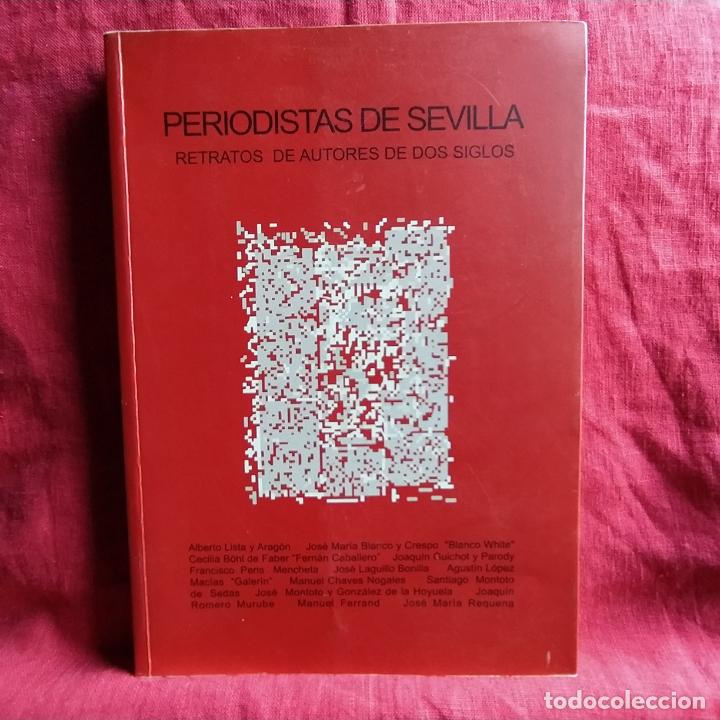 PERIODISTAS DE SEVILLA
RETRATOS DE AUTORES DE DOS SIGLOS
Alberto Lista y Aragón José María Blanco y Crespo "Blanco White"
Cecilia Böhl de Faber "Fernán Caballero" Joaquín Guichot y Parody
Francisco Peris Mencheta José Laguillo Bonilla Agustín López
Macías "Galerín" Manuel Chaves Nogales Santiago Montoto
de Sedas José Montoto y González de la Hoyuela Joaquín
Romero Murube Manuel Ferrand José María Requena
todocoleccion